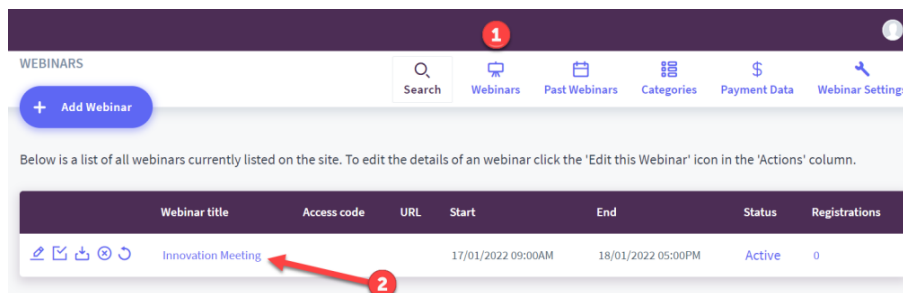 1
WEBINARS
+ Add Webinar
Search Webinars Past Webinars Categories Payment Data Webinar Settings
Below is a list of all webinars currently listed on the site. To edit the details of an webinar click the 'Edit this Webinar' icon in the 'Actions' column.
Webinar title Access code URL Start End Status Registrations
Innovation Meeting 17/01/2022 09:00AM 18/01/2022 05:00PM Active 0
2